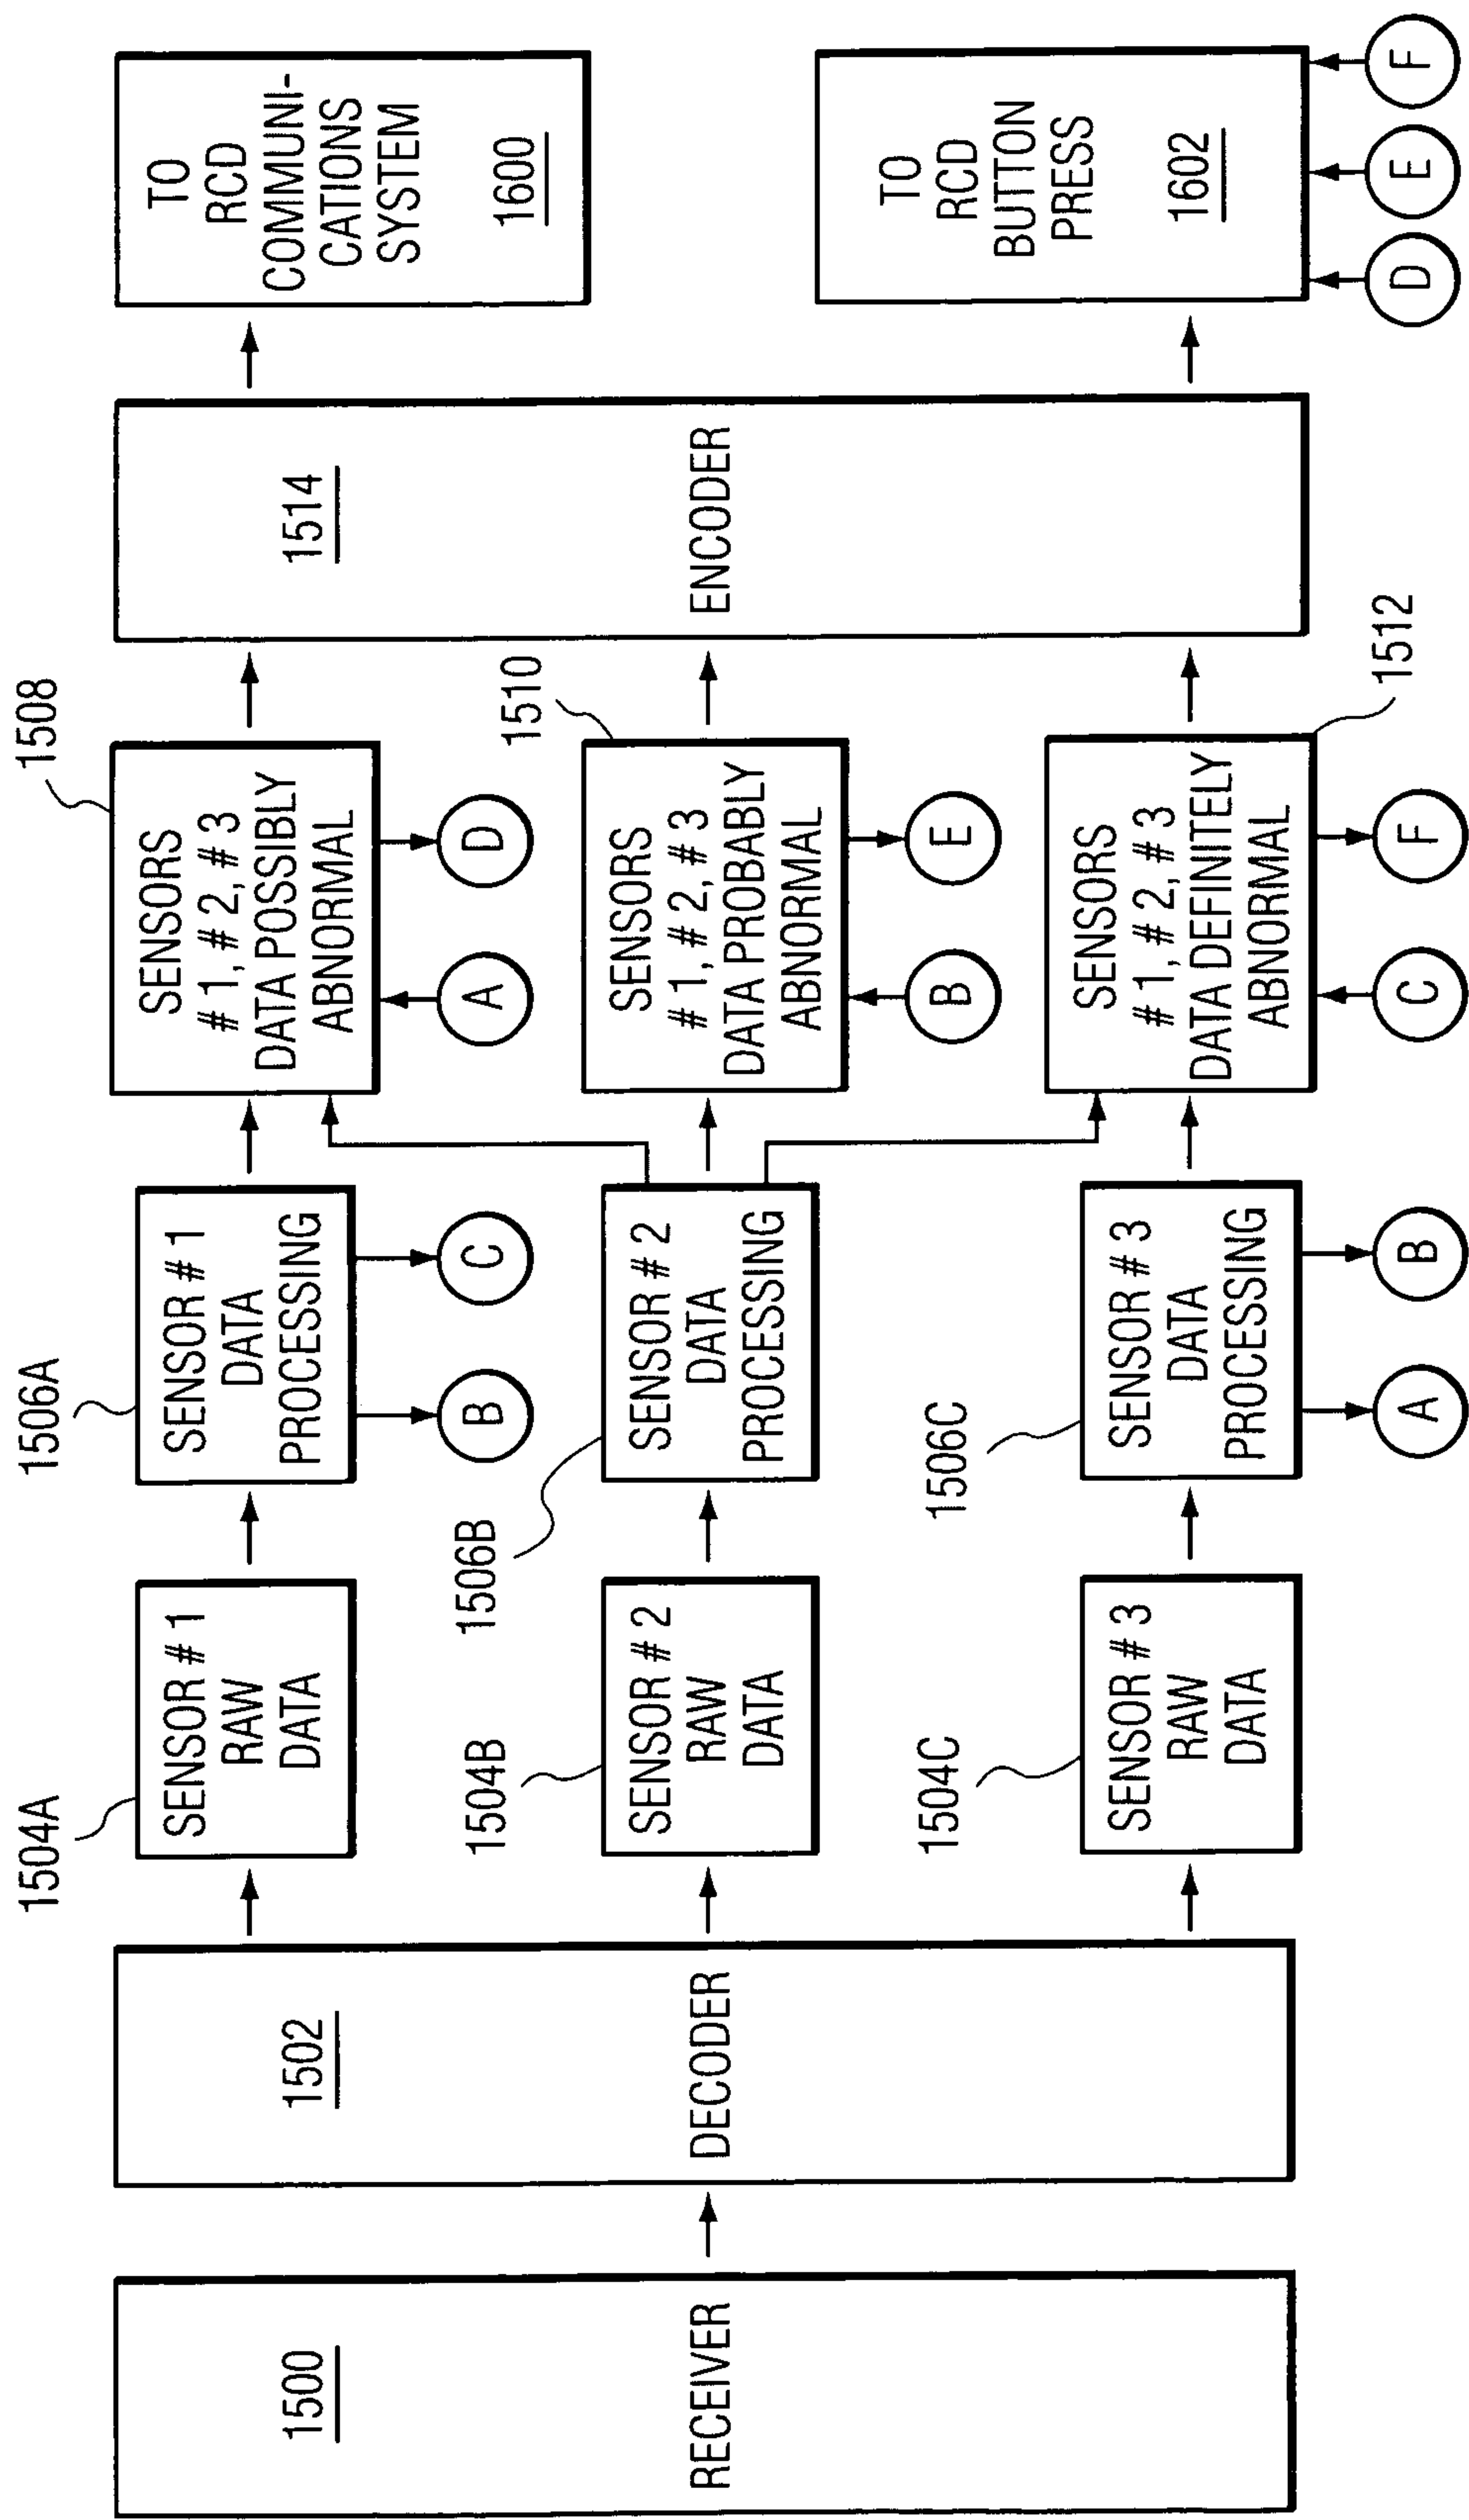 1500
RECEIVER
1502
DECODER
1504A
SENSOR # 1
RAW
DATA
1504B
SENSOR # 2
RAW
DATA
1504C
SENSOR # 3
RAW
DATA
1506A
SENSOR # 1
DATA
PROCESSING
B
C
1506B
SENSOR # 2
DATA
PROCESSING
1506C
SENSOR # 3
DATA
PROCESSING
A
B
1508
SENSORS
# 1, # 2, # 3
DATA POSSIBLY
ABNORMAL
A
D
1510
SENSORS
# 1, # 2, # 3
DATA PROBABLY
ABNORMAL
B
E
SENSORS
# 1, # 2, # 3
DATA DEFINITELY
ABNORMAL
1512
C
F
1514
ENCODER
TO
RCD
COMMUNI-
CATIONS
SYSTEM
1600
TO
RCD
BUTTON
PRESS
1602
D
E
F